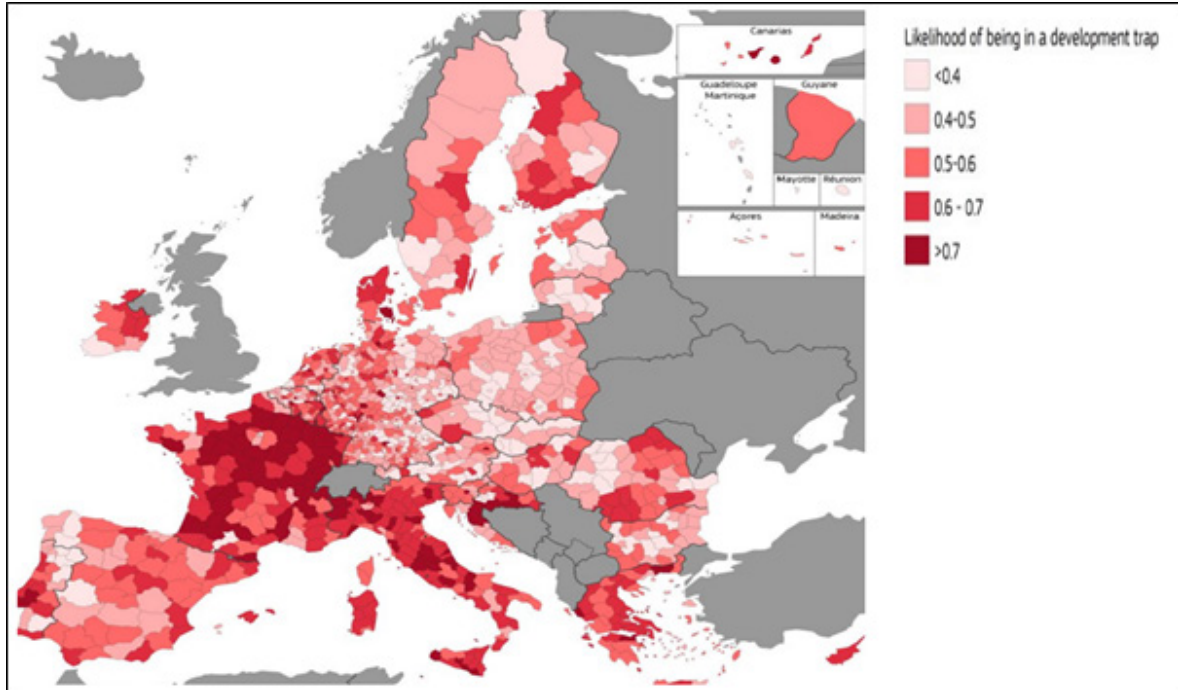 Canarias
Guadeloupe
Martinique
Guyane
Mayotte
Réunion
Açores
Madeira
Likelihood of being in a development trap
<0.4
0.4-0.5
0.5-0.6
0.6 - 0.7
>0.7